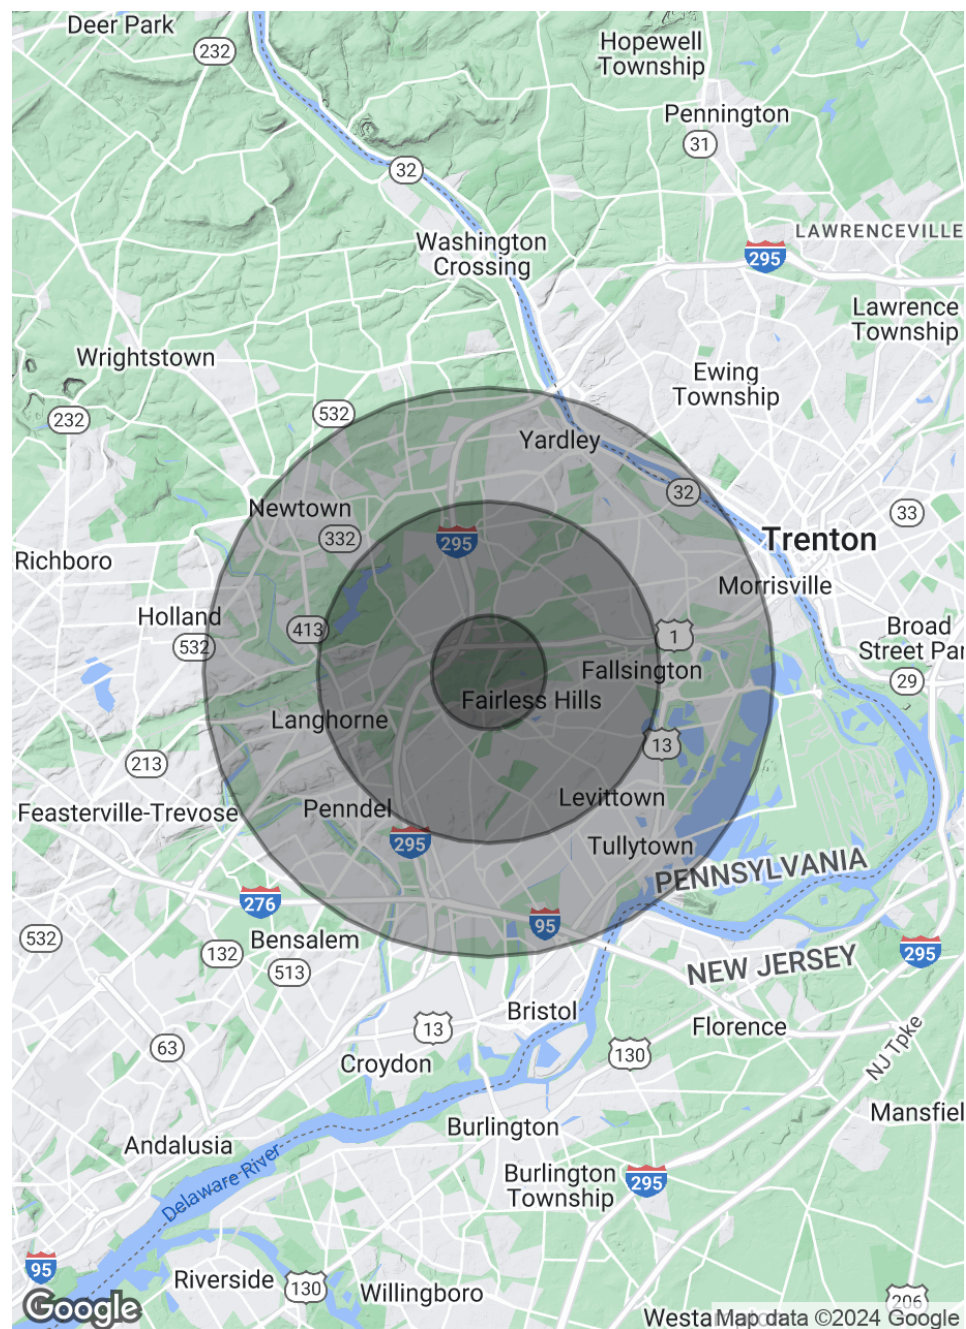 Deer Park
232
Hopewell
Township
Pennington
31
32
Washington
Crossing
LAWRENCEVILLE
295
Lawrence
Township
Wrightstown
Ewing
Township
232
532
Yardley
Newtown
32
332
295
33
Trenton
Richboro
Morrisville
Holland
413
1
532
Broad
Street Par
Fallsington
29
Fairless Hills
Langhorne
13
213
Levittown
Penndel
Feasterville-Trevose
295
Tullytown
PENNSYLVANIA
276
95
532
Bensalem
132
513
NEW JERSEY
295
Bristol
13
Florence
63
130
NJ Tpke
Croydon
Mansfiel
Burlington
Andalusia
Delaware River
Burlington
Township
295
95
Riverside
130
Willingboro
206
Google
Westa
Map data ©2024 Google